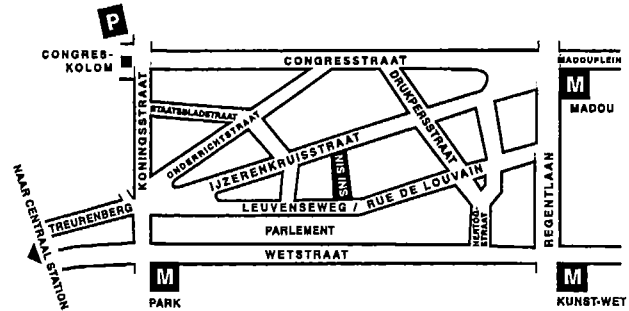 P
CONGRES-
KOLOM
CONGRESSTRAAT
MADOUPLEIN
M
MADOU
KONINGSSTRAAT
STAATSBLADSTRAAT
ONDERRICHTSTRAAT
DRUKPERSSTRAAT
IJZERENKRUISSTRAAT
NIS INS
REGENTLAAN
TREURENBERG
LEUVENSEWEG / RUE DE LOUVAIN
HERTOG-
STRAAT
PARLEMENT
NAAR CENTRAAL STATION
WETSTRAAT
M
PARK
M
KUNST-WET